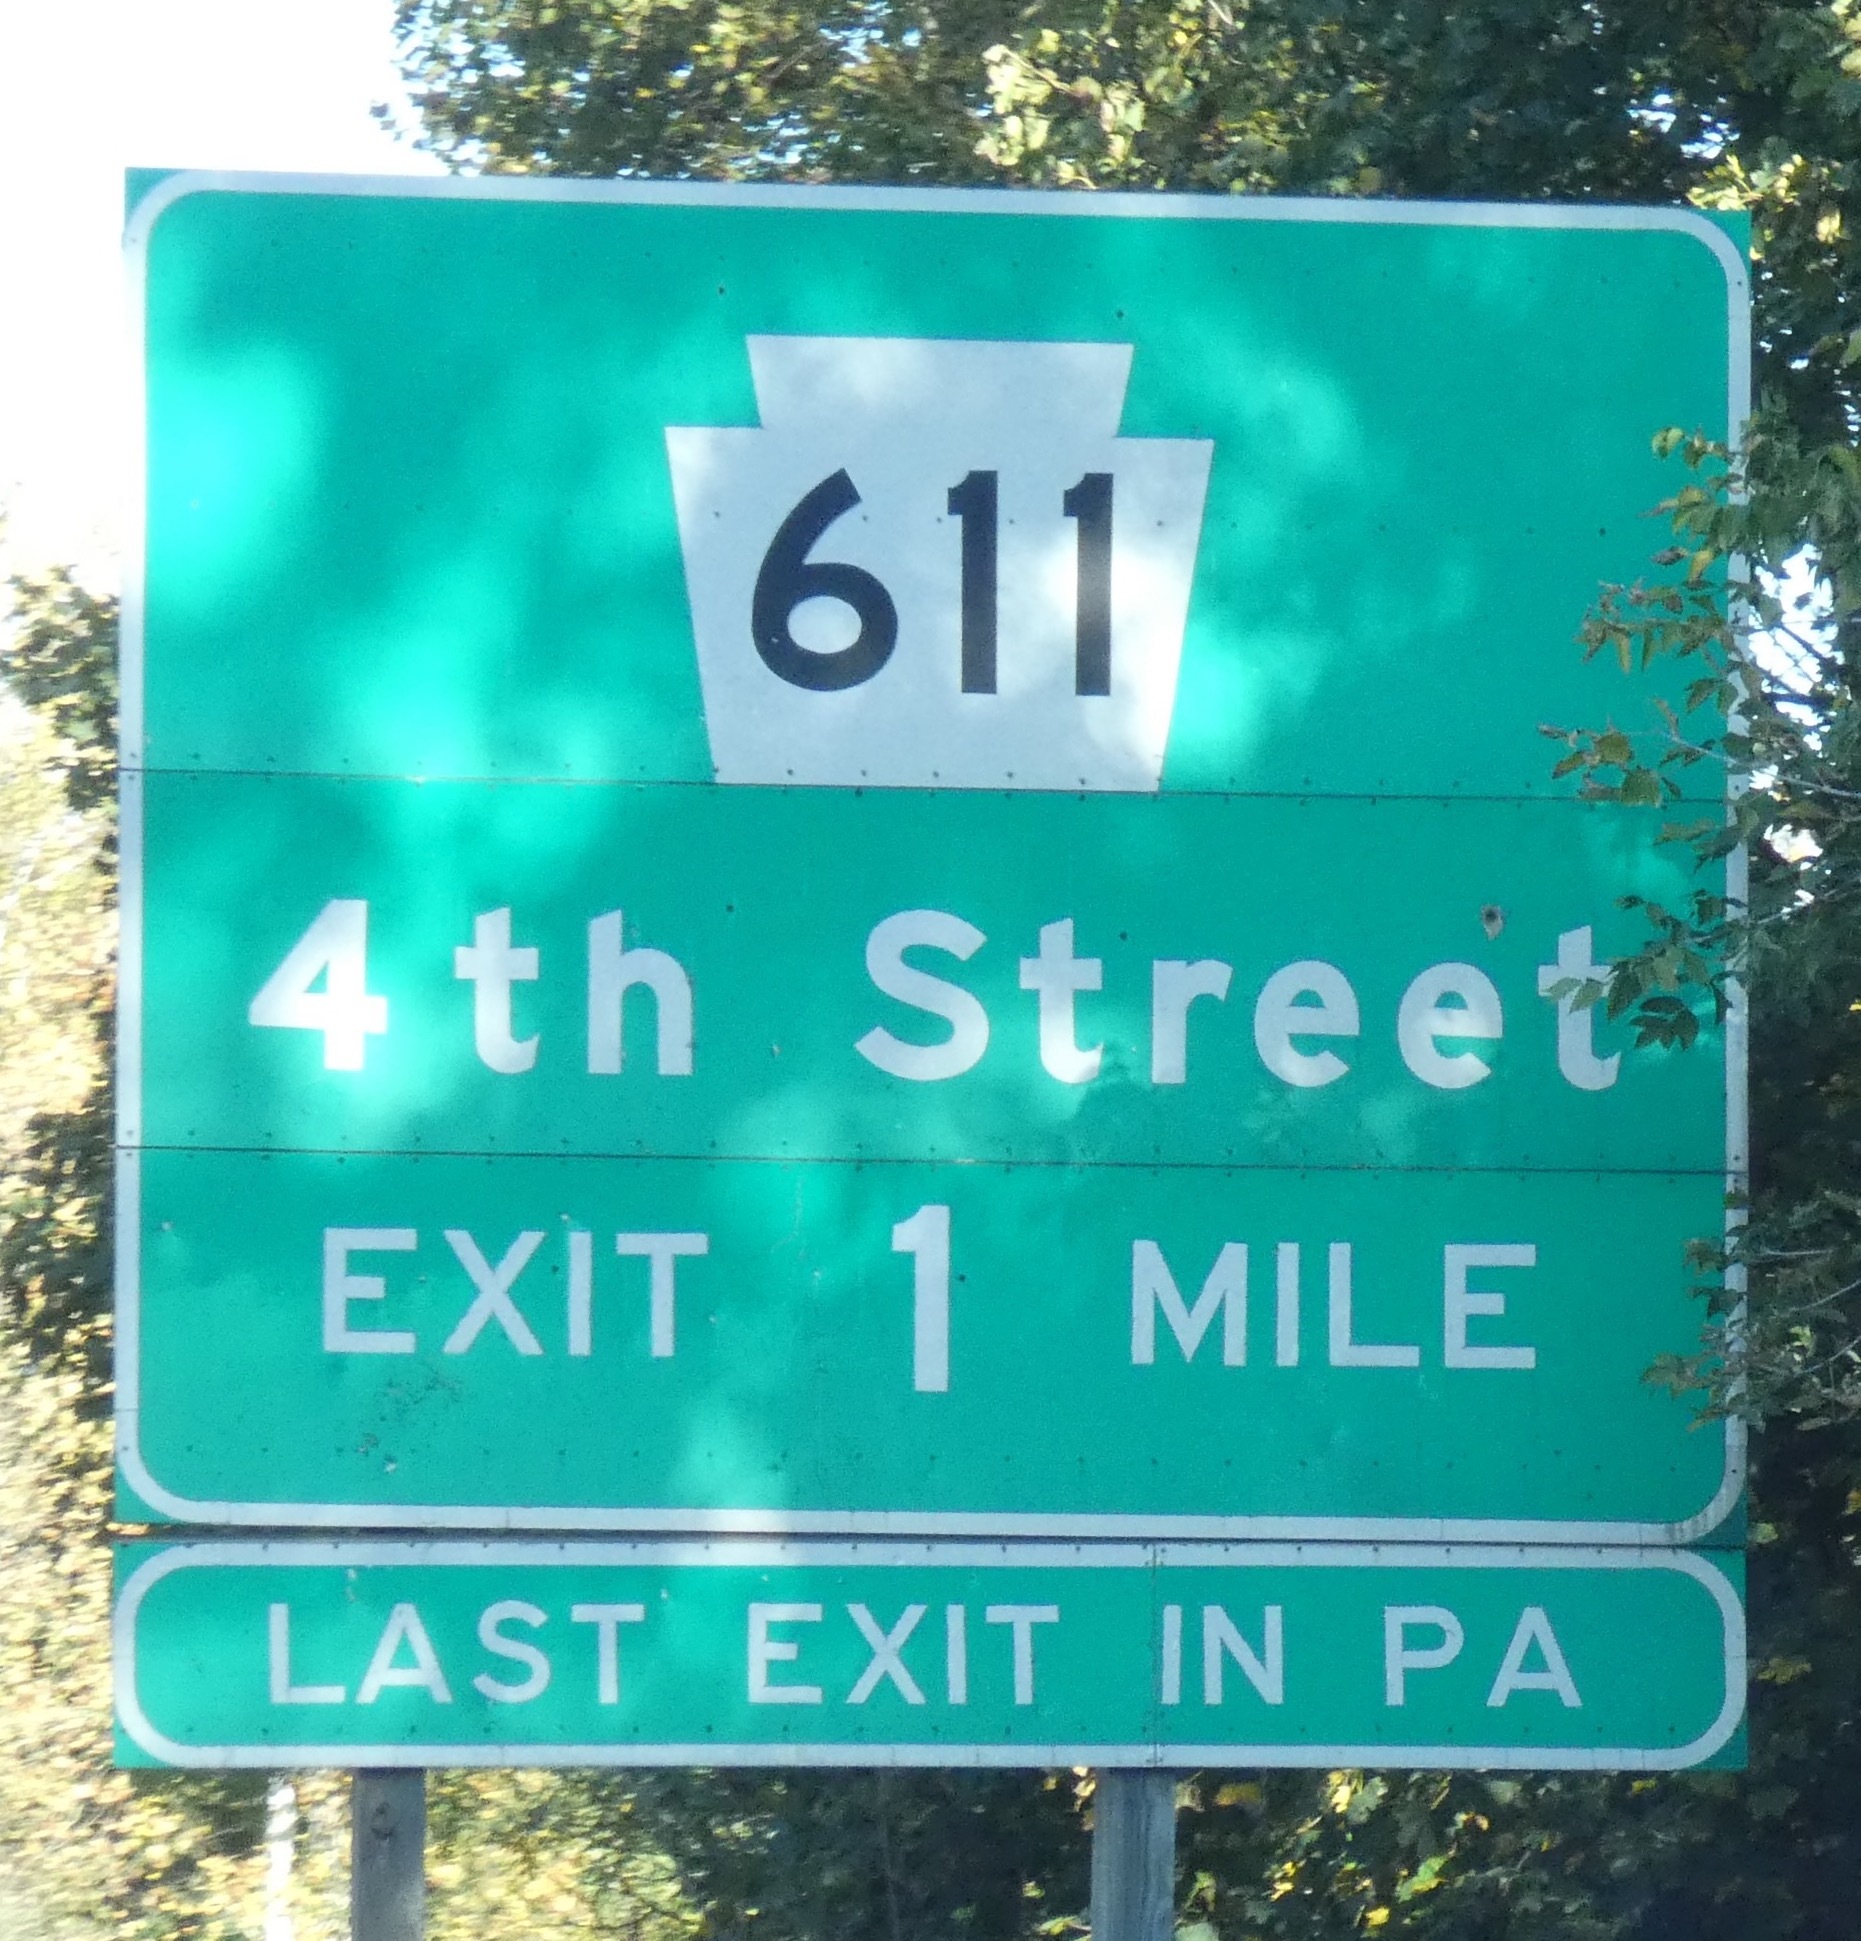 611
4th Street
EXIT 1 MILE
LAST EXIT IN PA